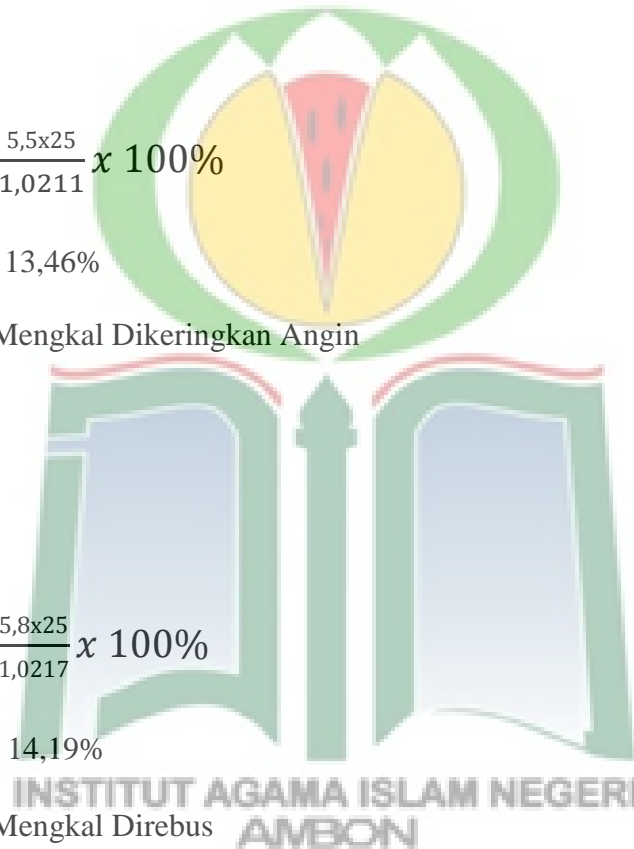 5,5x25
1,0211 x 100%
13,46%
Mengkal Dikeringkan Angin
5,8x25
1,0217 x 100%
14,19%
INSTITUT AGAMA ISLAM NEGERI
Mengkal Direbus
AMBON